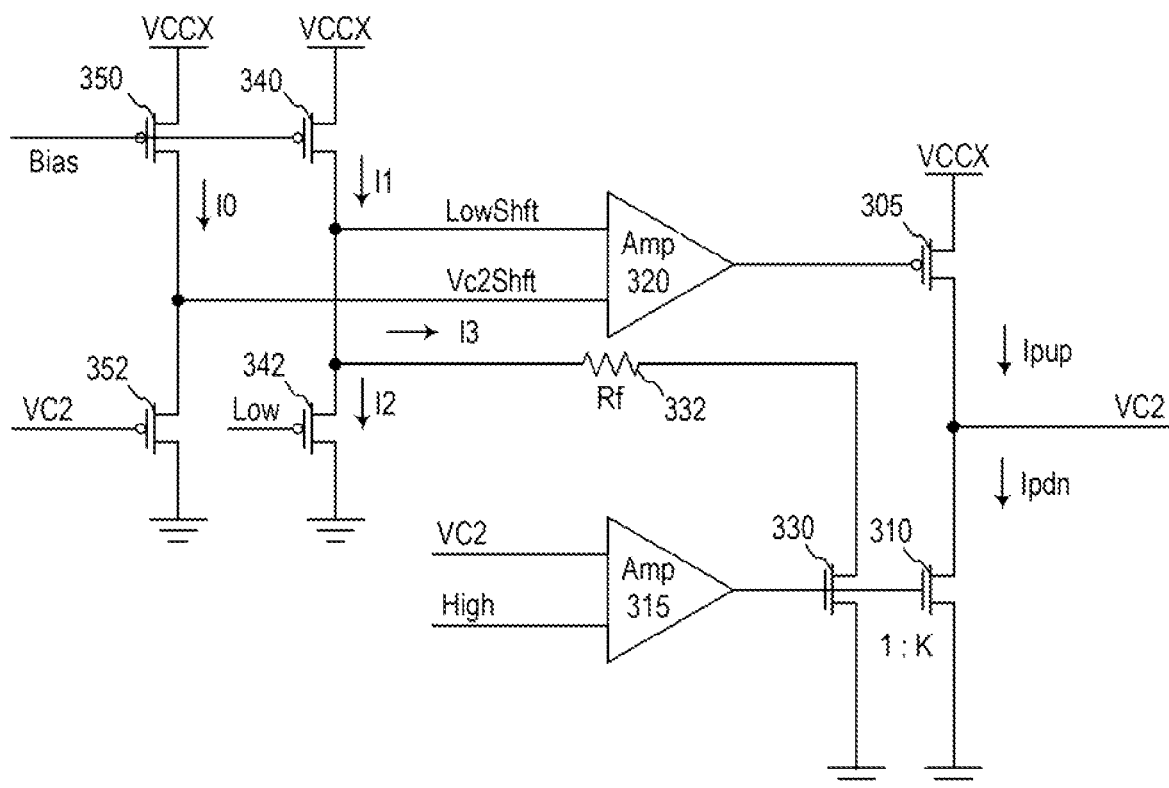 VCCX
VCCX
350
340
Bias
I0
I1
LowShft
Vc2Shft
Amp
320
305
VCCX
I3
352
342
VC2
Low
I2
Rf
332
Ipup
VC2
Ipdn
VC2
High
Amp
315
330
310
1 : K